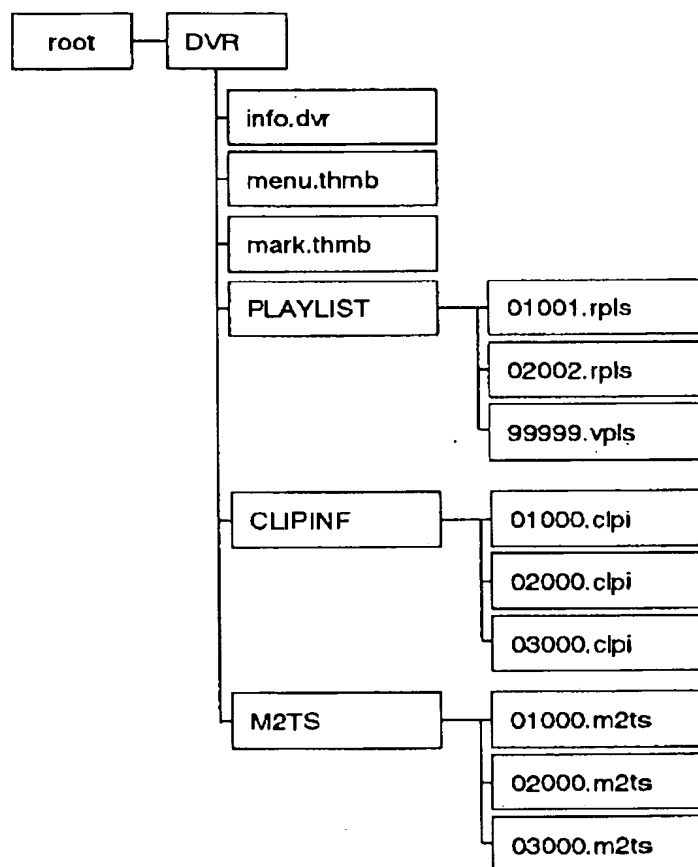 root
DVR
info.dvr
menu.thmb
mark.thmb
PLAYLIST
01001.rpls
02002.rpls
99999.vpls
CLIPINF
01000.clpi
02000.clpi
03000.clpi
M2TS
01000.m2ts
02000.m2ts
03000.m2ts